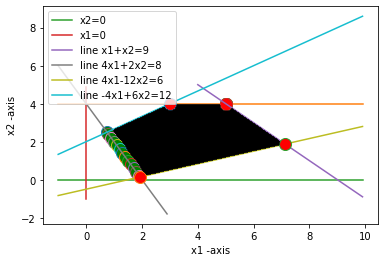 8
6
4
2
0
−2
x2 -axis
x2=0
x1=0
line x1+x2=9
line 4x1+2x2=8
line 4x1-12x2=6
line -4x1+6x2=12
0
2
4
6
8
10
x1 -axis